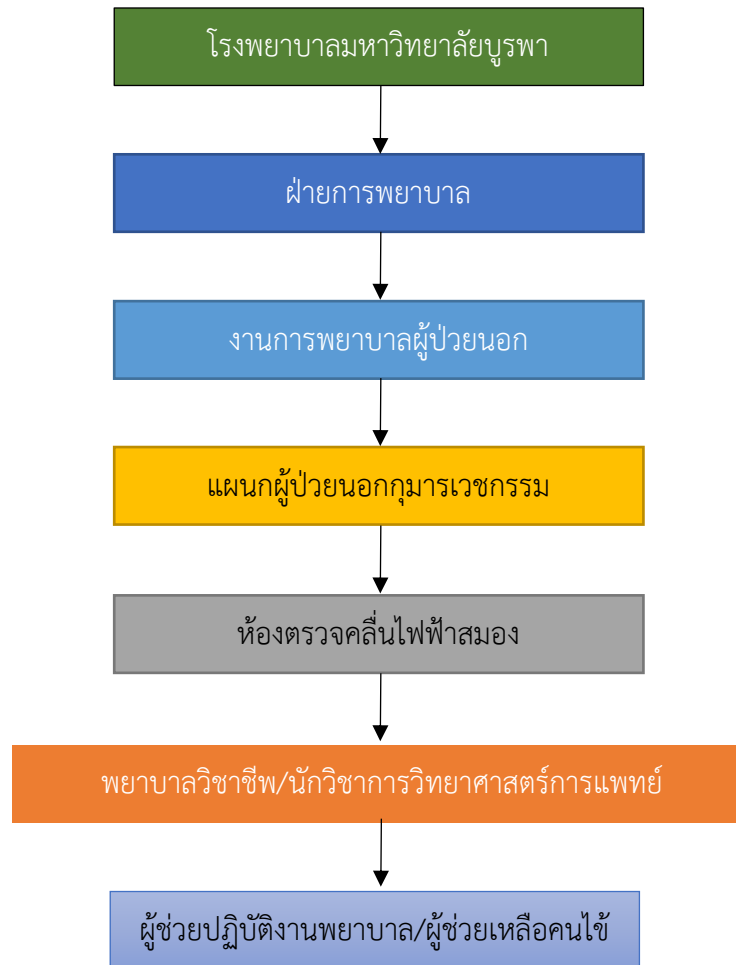 โรงพยาบาลมหาวิทยาลัยบูรพา
ฝ่ายการพยาบาล
งานการพยาบาลผู้ป่วยนอก
แผนกผู้ป่วยนอกกุมารเวชกรรม
ห้องตรวจคลื่นไฟฟ้าสมอง
พยาบาลวิชาชีพ/นักวิชาการวิทยาศาสตร์การแพทย์
ผู้ช่วยปฏิบัติงานพยาบาล/ผู้ช่วยเหลือคนไข้